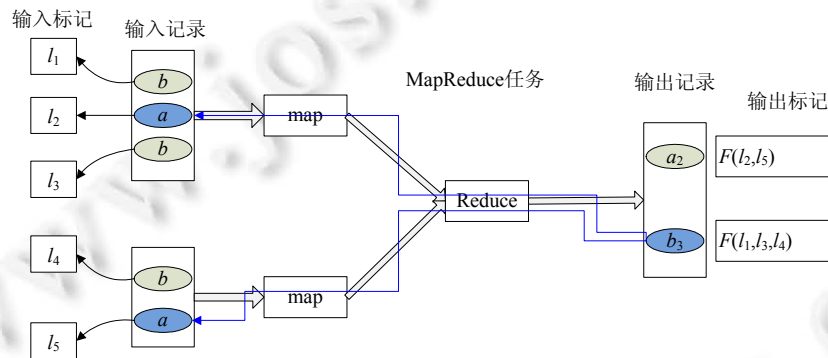 输入标记
输入记录
l1
b
l2
a
l3
b
map
MapReduce任务
输出记录
输出标记
a2
F(l2,l5)
Reduce
b3
F(l1,l3,l4)
l4
b
map
l5
a
www.jos